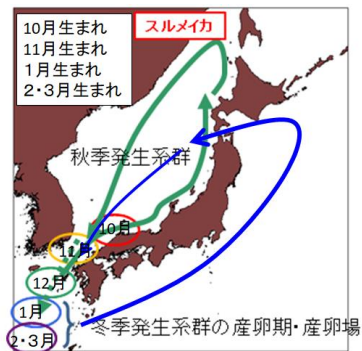 10月生まれ
11月生まれ
1月生まれ
2・3月生まれ
スルメイカ
秋季発生系群
10月
11月
12月
1月
2・3月
冬季発生系群の産卵期・産卵場